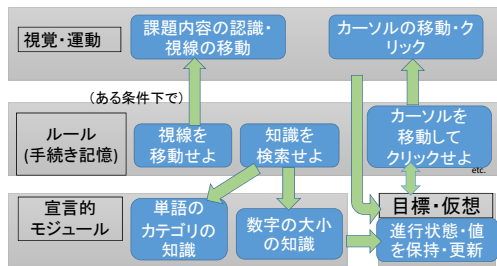 視覚・運動
課題内容の認識・
視線の移動
カーソルの移動・ク
リック
(ある条件下で)
ルール
(手続き記憶)
視線を
移動せよ
知識を
検索せよ
カーソルを
移動して
クリックせよ
etc.
宣言的
モジュール
単語の
カテゴリの
知識
数字の大小
の知識
目標・仮想
進行状態・値
を保持・更新